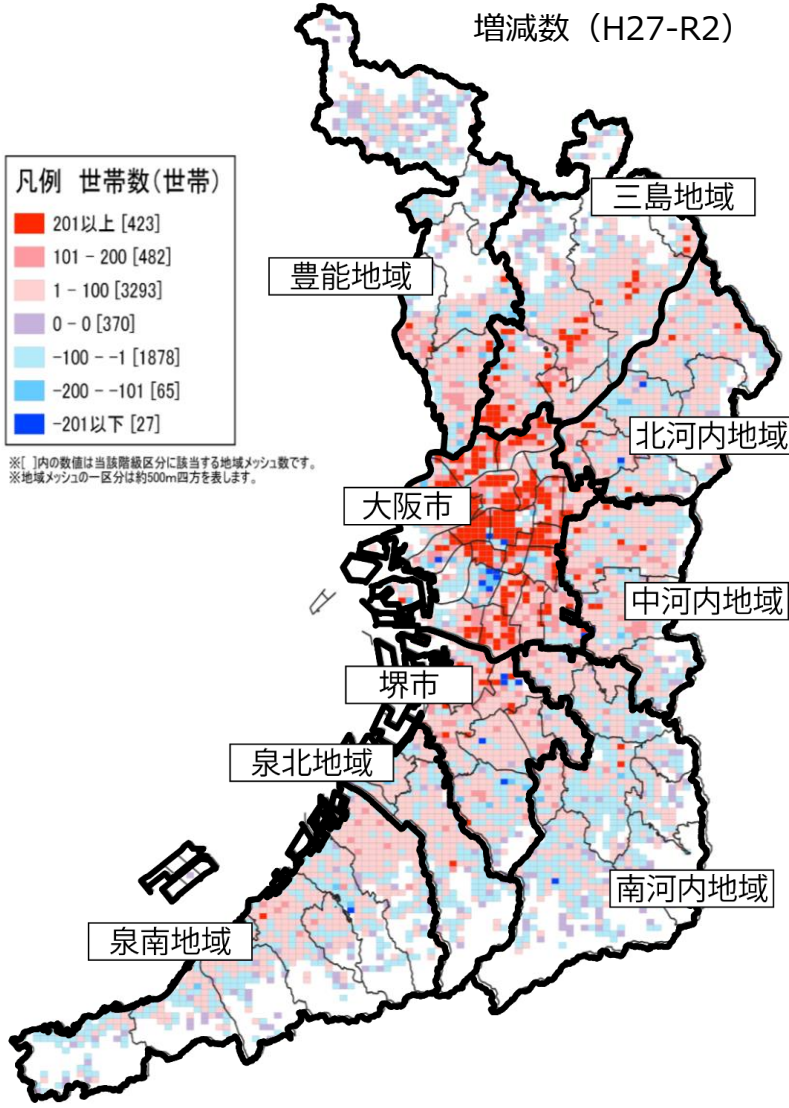 増減数（H27-R2）
凡例 世帯数(世帯)
201以上 [423]
101 - 200 [482]
1 - 100 [3293]
0 - 0 [370]
-100 - -1 [1878]
-200 - -101 [65]
-201以下 [27]
※[ ]内の数値は当該階級区分に該当する地域メッシュ数です。
※地域メッシュの一区分は約500m四方を表します。
三島地域
豊能地域
北河内地域
大阪市
中河内地域
堺市
泉北地域
南河内地域
泉南地域